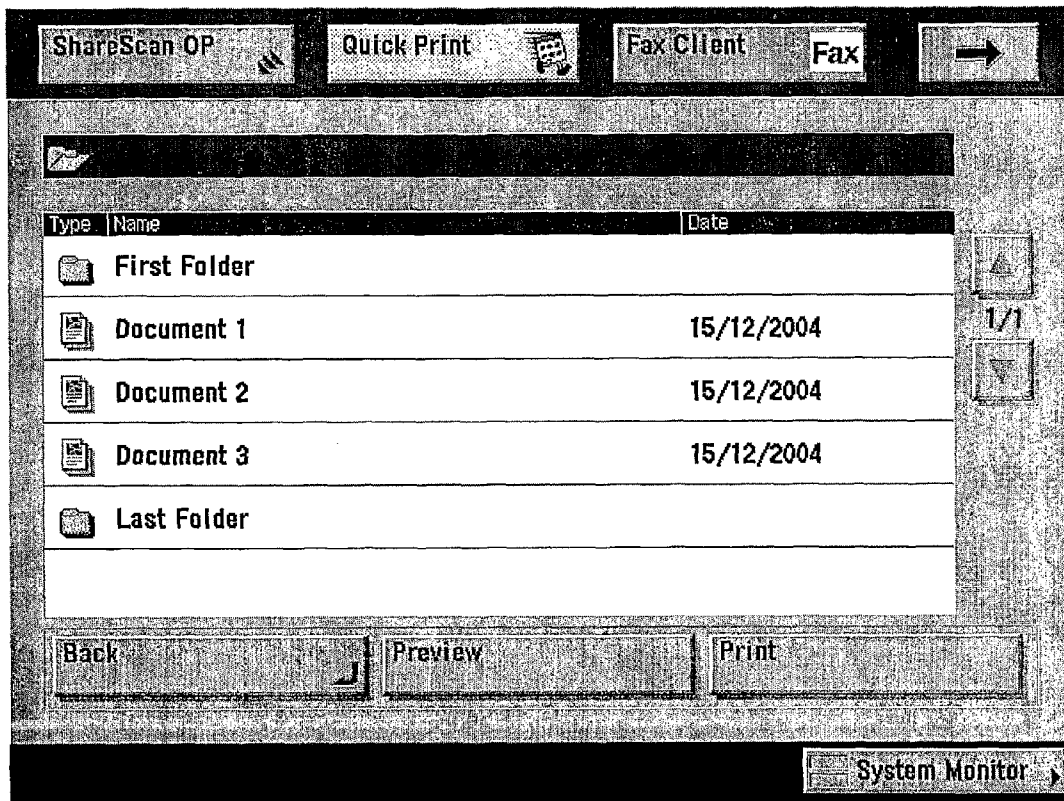 ShareScan OP Quick Print Fax Client Fax
Type Name Date
First Folder
Document 1 15/12/2004
1/1
Document 2 15/12/2004
Document 3 15/12/2004
Last Folder
Back Preview Print
System Monitor